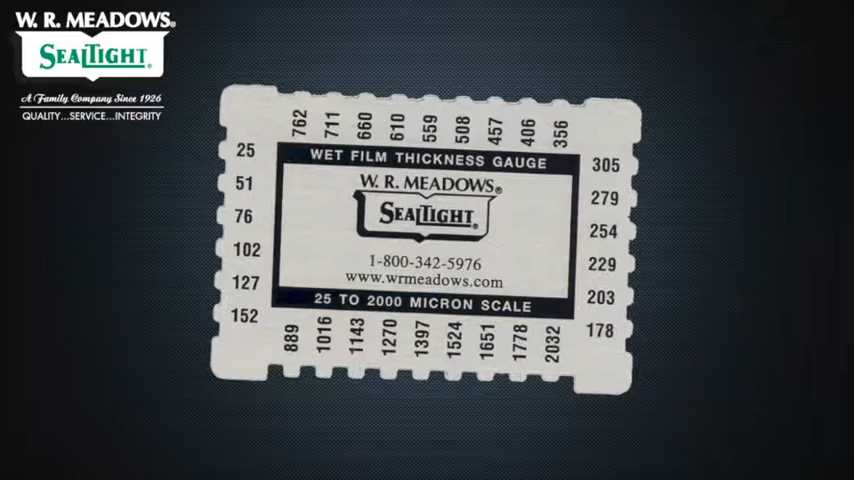 W. R. MEADOWS®
SEALTIGHT®
A Family Company Since 1926
QUALITY...SERVICE...INTEGRITY
762 711 660 610 559 508 457 406 356
25
51
76
102
127
152
WET FILM THICKNESS GAUGE
W. R. MEADOWS®
SEALTIGHT®
1-800-342-5976
www.wrmeadows.com
25 TO 2000 MICRON SCALE
305
279
254
229
203
178
889 1016 1143 1270 1397 1524 1651 1778 2032